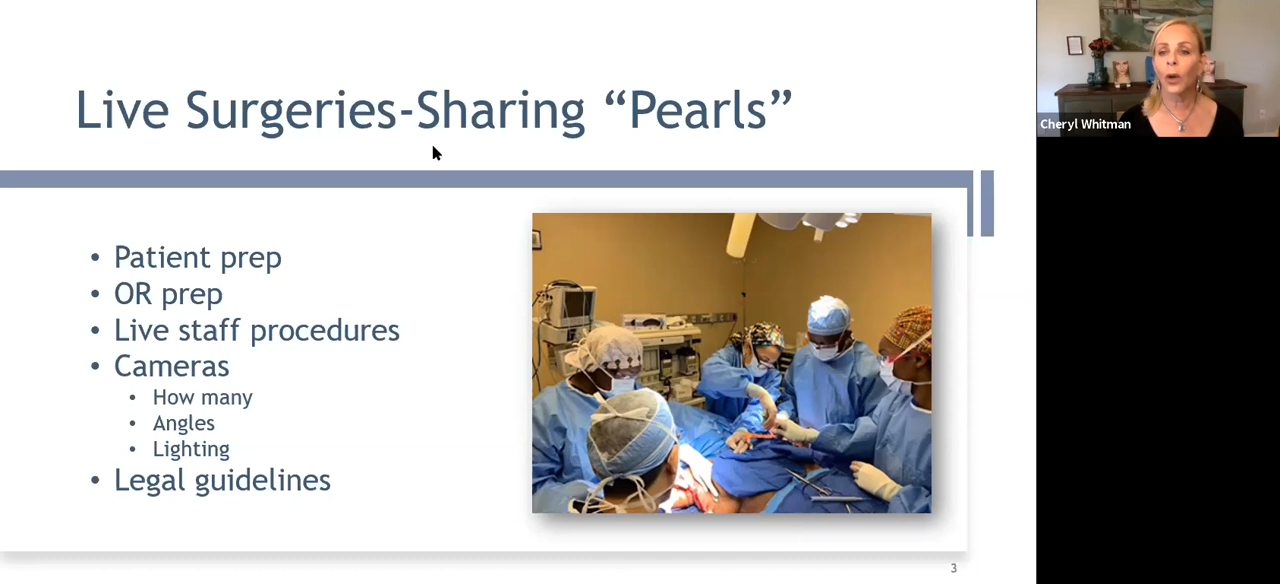 Live Surgeries-Sharing “Pearls”
• Patient prep
• OR prep
• Live staff procedures
• Cameras
• How many
• Angles
• Lighting
• Legal guidelines
3
Cheryl Whitman